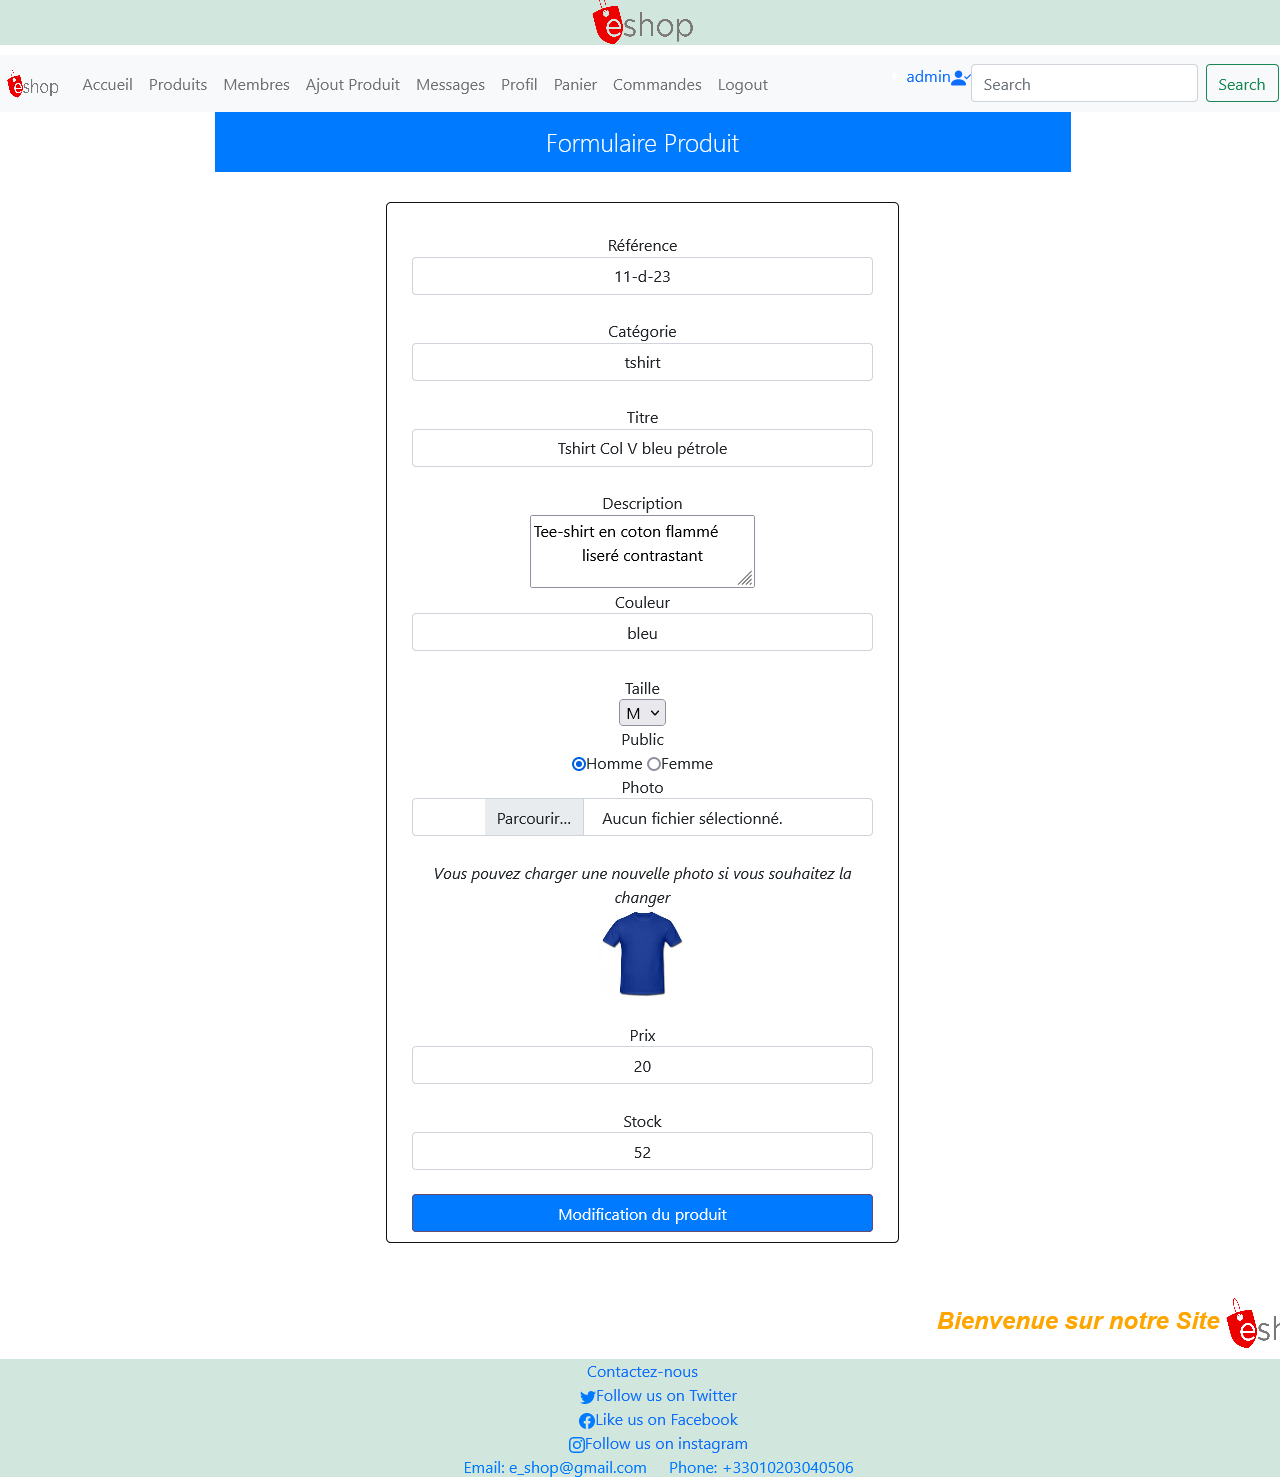 eshop
eshop Accueil Produits Membres Ajout Produit Messages Profil Panier Commandes Logout admin Search Search
Formulaire Produit
Référence
11-d-23
Catégorie
tshirt
Titre
Tshirt Col V bleu pétrole
Description
Tee-shirt en coton flammé
liseré contrastant
Couleur
bleu
Taille
M
Public
Homme Femme
Photo
Parcourir... Aucun fichier sélectionné.
Vous pouvez charger une nouvelle photo si vous souhaitez la
changer
Prix
20
Stock
52
Modification du produit
Bienvenue sur notre Site esh
Contactez-nous
Follow us on Twitter
Like us on Facebook
Follow us on instagram
Email: e_shop@gmail.com Phone: +33010203040506